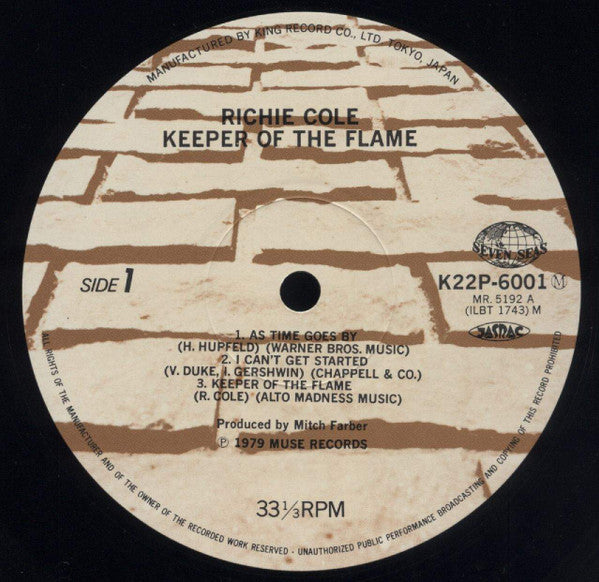 MANUFACTURED BY KING RECORD CO., LTD. TOKYO, JAPAN
RICHIE COLE
KEEPER OF THE FLAME
SEVEN SEAS
SIDE 1
K22P-6001 Ⓜ
MR. 5192 A
(ILBT 1743) M
JASRAC
1. AS TIME GOES BY
(H. HUPFELD) (WARNER BROS. MUSIC)
2. I CAN'T GET STARTED
(V. DUKE, I. GERSHWIN) (CHAPPELL & CO.)
3. KEEPER OF THE FLAME
(R. COLE) (ALTO MADNESS MUSIC)
Produced by Mitch Farber
Ⓟ 1979 MUSE RECORDS
33 1/3 RPM
ALL RIGHTS OF THE MANUFACTURER AND OF THE OWNER OF THE RECORDED WORK RESERVED · UNAUTHORIZED PUBLIC PERFORMANCE BROADCASTING AND COPYING OF THIS RECORD PROHIBITED